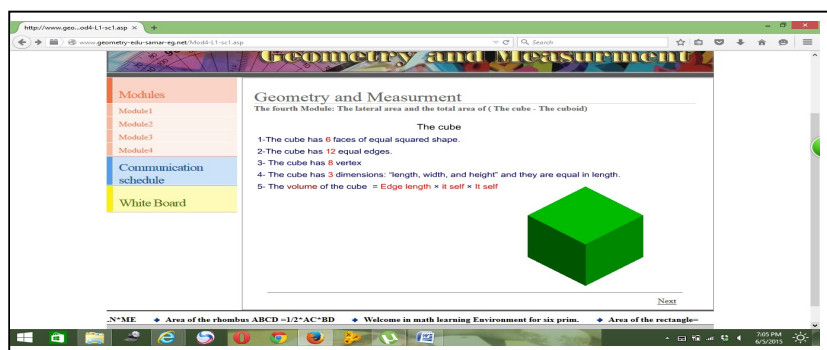 http://www.geo...od4-L1-sc1.asp
www.geometry-edu-samar-eg.net/Mod4-L1-sc1.asp
Search
Geometry and Measurment
Modules
Module1
Module2
Module3
Module4
Communication
schedule
White Board
Geometry and Measurment
The fourth Module: The lateral area and the total area of ( The cube - The cuboid)
The cube
1-The cube has 6 faces of equal squared shape.
2-The cube has 12 equal edges.
3- The cube has 8 vertex
4- The cube has 3 dimensions: "length, width, and height" and they are equal in length.
5- The volume of the cube = Edge length × it self × It self
Next
.N*ME ♦ Area of the rhombus ABCD =1/2*AC*BD ♦ Welcome in math learning Environment for six prim. ♦ Area of the rectangle=
7:05 PM
6/5/2015